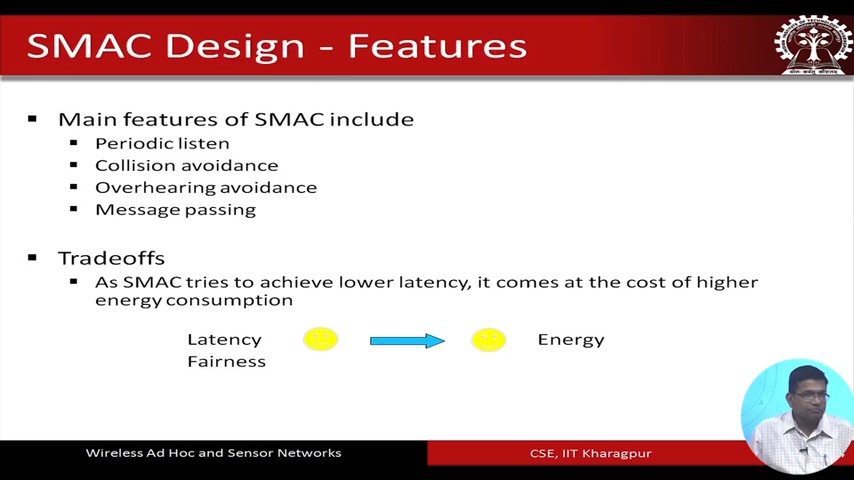 SMAC Design - Features
Main features of SMAC include
Periodic listen
Collision avoidance
Overhearing avoidance
Message passing
Tradeoffs
As SMAC tries to achieve lower latency, it comes at the cost of higher
energy consumption
Latency
Energy
Fairness
Wireless Ad Hoc and Sensor Networks
CSE, IIT Kharagpur